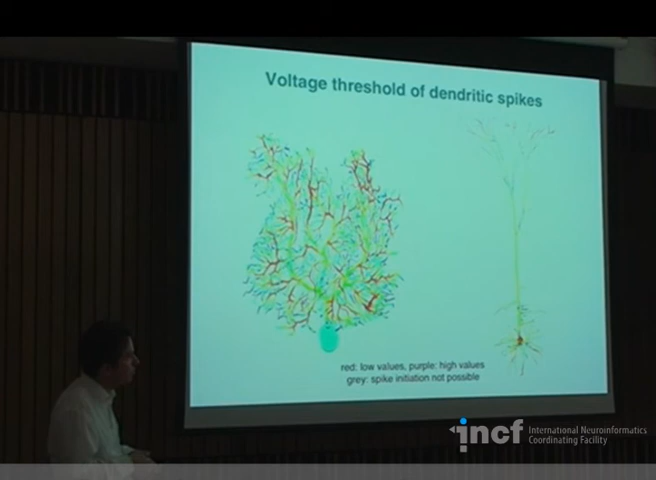 Voltage threshold of dendritic spikes
red: low values, purple: high values
grey: spike initiation not possible
incf International Neuroinformatics
Coordinating Facility